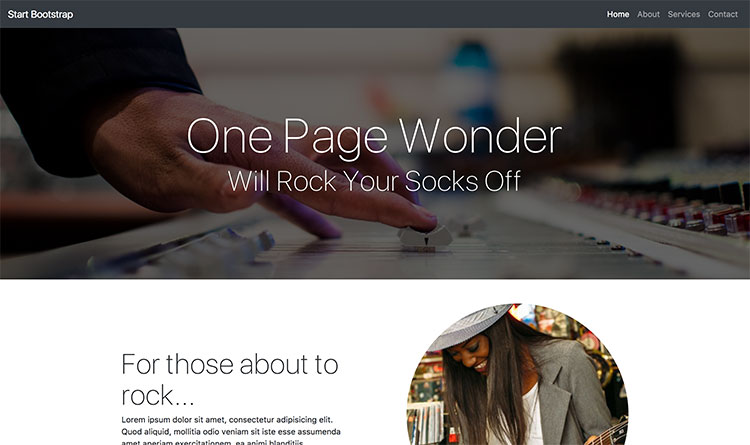 Start Bootstrap
Home About Services Contact
One Page Wonder
Will Rock Your Socks Off
For those about to
rock...
Lorem ipsum dolor sit amet, consectetur adipisicing elit.
Quod aliquid, mollitia odio veniam sit iste esse assumenda
amet aperiam exercitationem, ea animi blanditiis